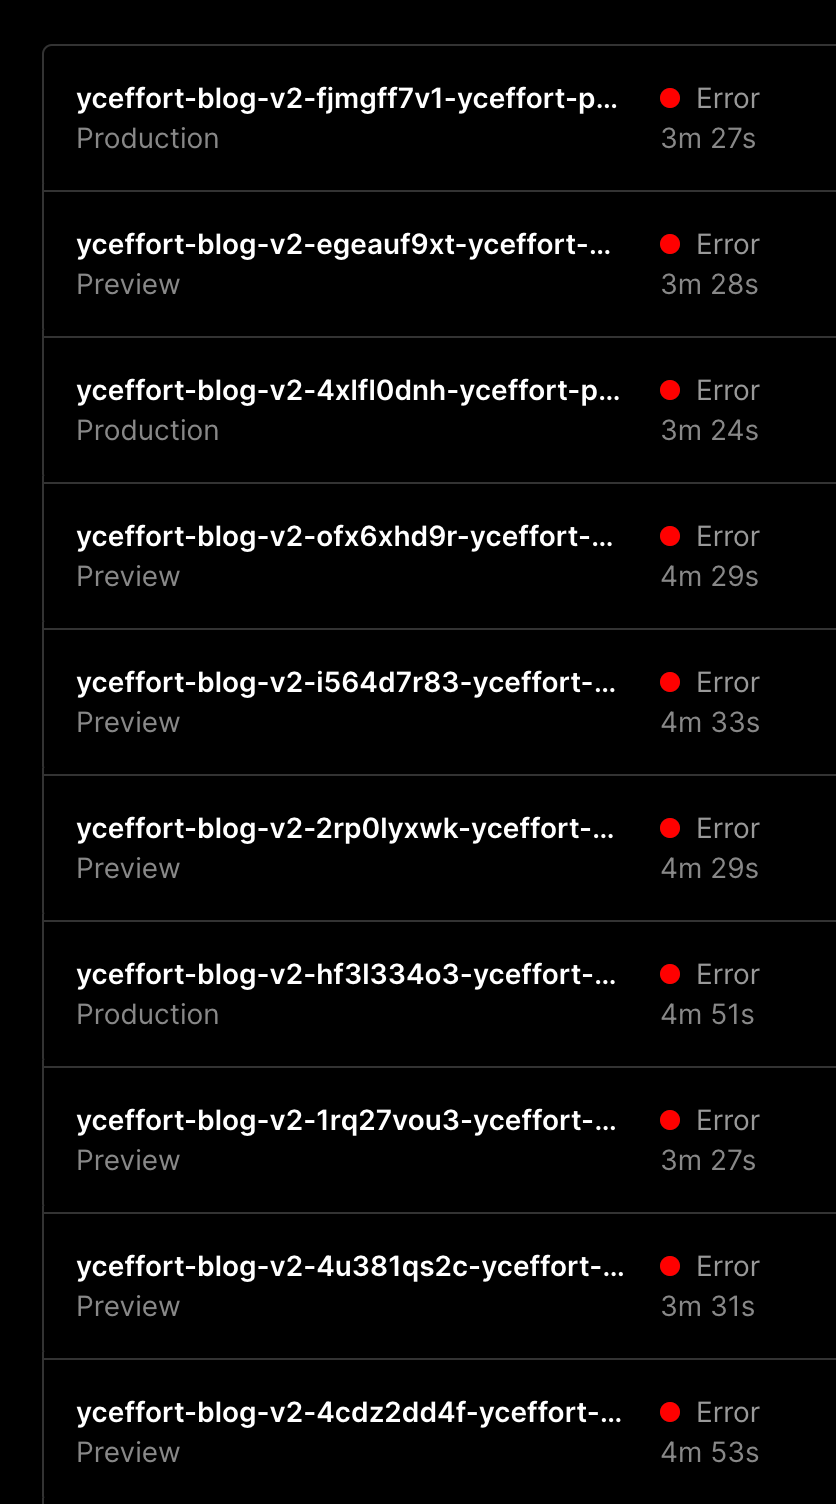 yceffort-blog-v2-fjmgff7v1-yceffort-p...
Error
Production
3m 27s
yceffort-blog-v2-egeauf9xt-yceffort-...
Error
Preview
3m 28s
yceffort-blog-v2-4xlfl0dnh-yceffort-p...
Error
Production
3m 24s
yceffort-blog-v2-ofx6xhd9r-yceffort-...
Error
Preview
4m 29s
yceffort-blog-v2-i564d7r83-yceffort-...
Error
Preview
4m 33s
yceffort-blog-v2-2rp0lyxwk-yceffort-...
Error
Preview
4m 29s
yceffort-blog-v2-hf3l334o3-yceffort-...
Error
Production
4m 51s
yceffort-blog-v2-1rq27vou3-yceffort-...
Error
Preview
3m 27s
yceffort-blog-v2-4u381qs2c-yceffort-...
Error
Preview
3m 31s
yceffort-blog-v2-4cdz2dd4f-yceffort-...
Error
Preview
4m 53s